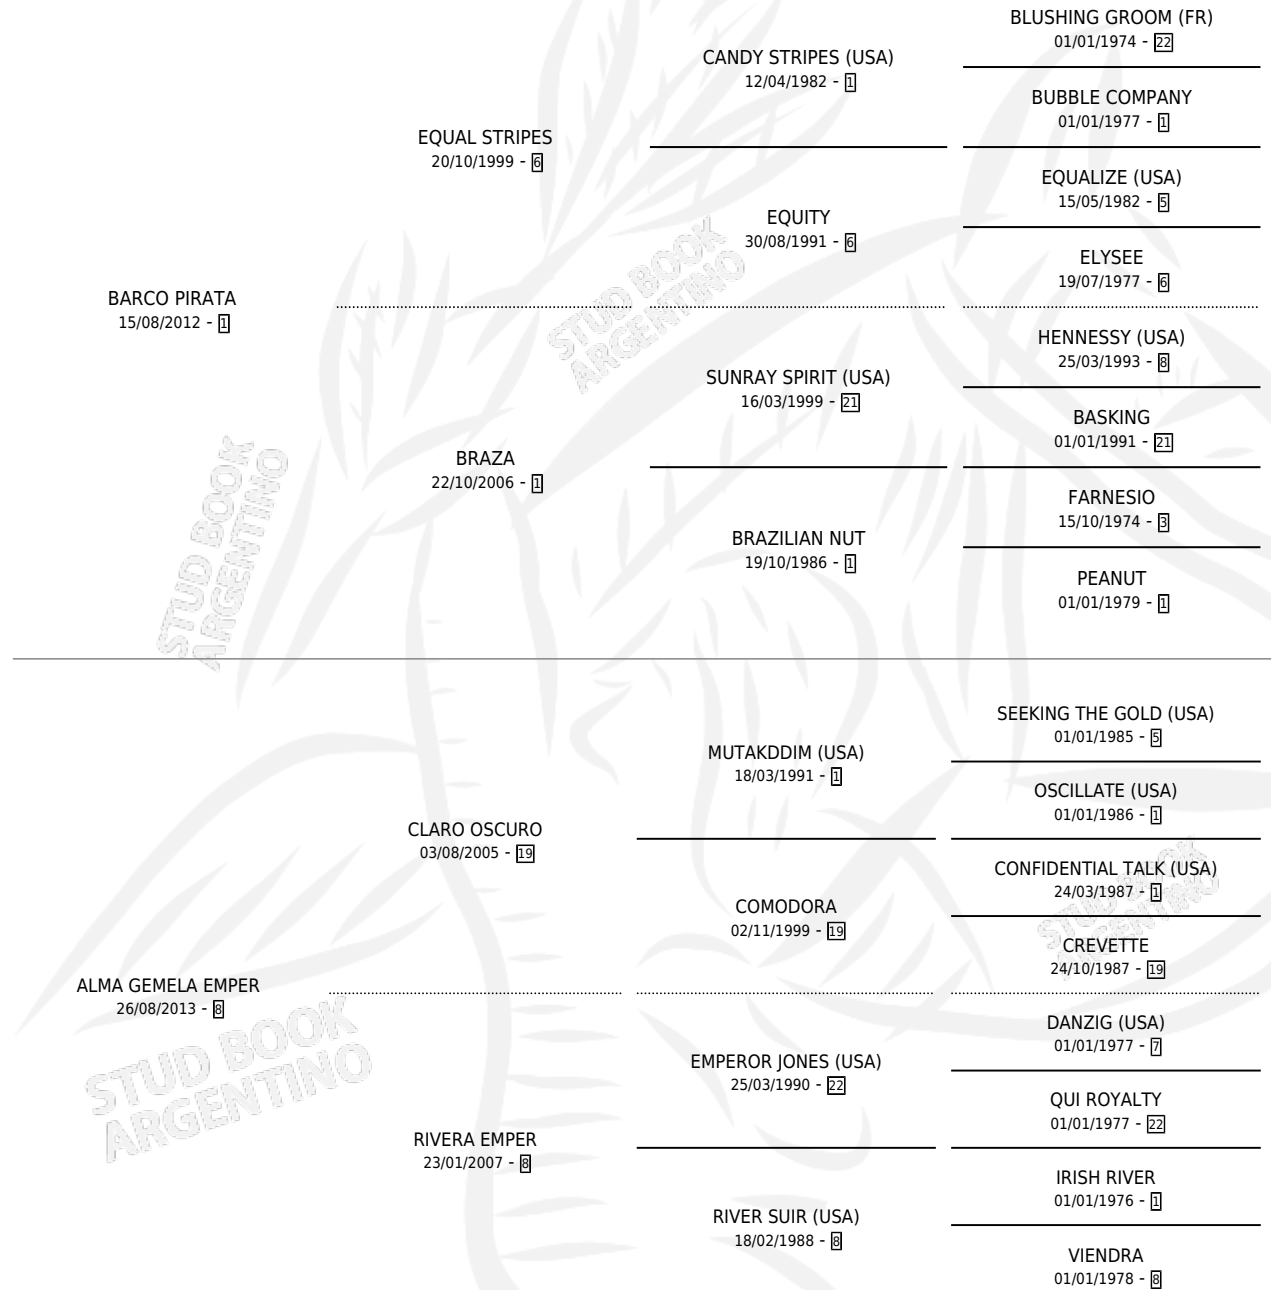 BARCO PIRATA
15/08/2012 - 1
EQUAL STRIPES
20/10/1999 - 6
BRAZA
22/10/2006 - 1
CANDY STRIPES (USA)
12/04/1982 - 1
EQUITY
30/08/1991 - 6
SUNRAY SPIRIT (USA)
16/03/1999 - 21
BRAZILIAN NUT
19/10/1986 - 1
BLUSHING GROOM (FR)
01/01/1974 - 22
BUBBLE COMPANY
01/01/1977 - 1
EQUALIZE (USA)
15/05/1982 - 5
ELYSEE
19/07/1977 - 6
HENNESSY (USA)
25/03/1993 - 8
BASKING
01/01/1991 - 21
FARNESIO
15/10/1974 - 3
PEANUT
01/01/1979 - 1
STUD BOOK
ARGENTINO
STUD BOOK
ARGENTINO
ALMA GEMELA EMPER
26/08/2013 - 8
CLARO OSCURO
03/08/2005 - 19
RIVERA EMPER
23/01/2007 - 8
MUTAKDDIM (USA)
18/03/1991 - 1
COMODORA
02/11/1999 - 19
EMPEROR JONES (USA)
25/03/1990 - 22
RIVER SUIR (USA)
18/02/1988 - 8
SEEKING THE GOLD (USA)
01/01/1985 - 5
OSCILLATE (USA)
01/01/1986 - 1
CONFIDENTIAL TALK (USA)
24/03/1987 - 1
CREVETTE
24/10/1987 - 19
DANZIG (USA)
01/01/1977 - 7
QUI ROYALTY
01/01/1977 - 22
IRISH RIVER
01/01/1976 - 1
VIENDRA
01/01/1978 - 8
STUD BOOK
ARGENTINO
STUD BOOK
ARGENTINO